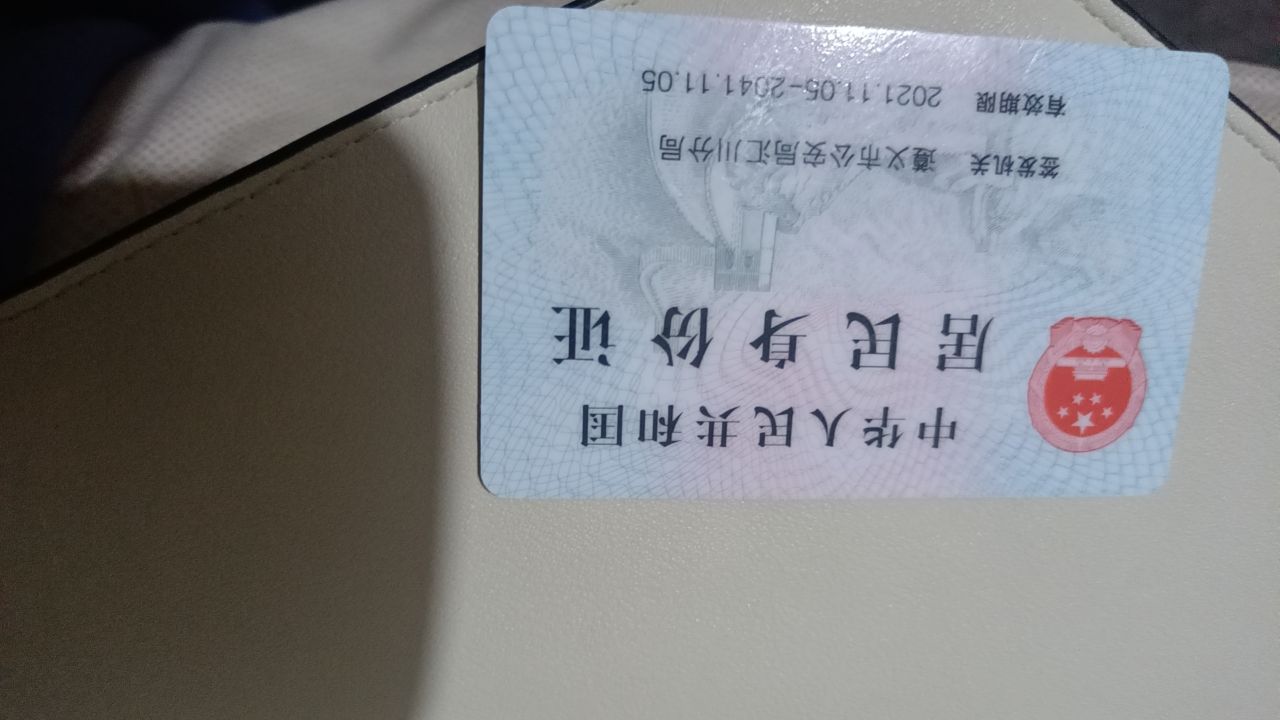 中华人民共和国
居民身份证
签发机关 遵义市公安局汇川分局
有效期限 2021.11.05-2041.11.05